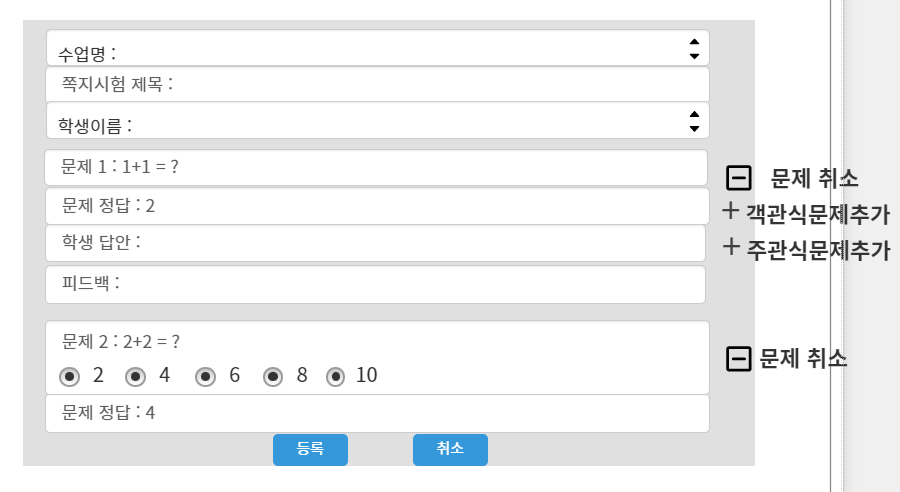 수업명 :
쪽지시험 제목 :
학생이름 :
문제 1 : 1+1 = ?
문제 취소
문제 정답 : 2
+ 객관식문제추가
학생 답안 :
+ 주관식문제추가
피드백 :
문제 2 : 2+2 = ?
문제 취소
2 4 6 8 10
문제 정답 : 4
등록 취소